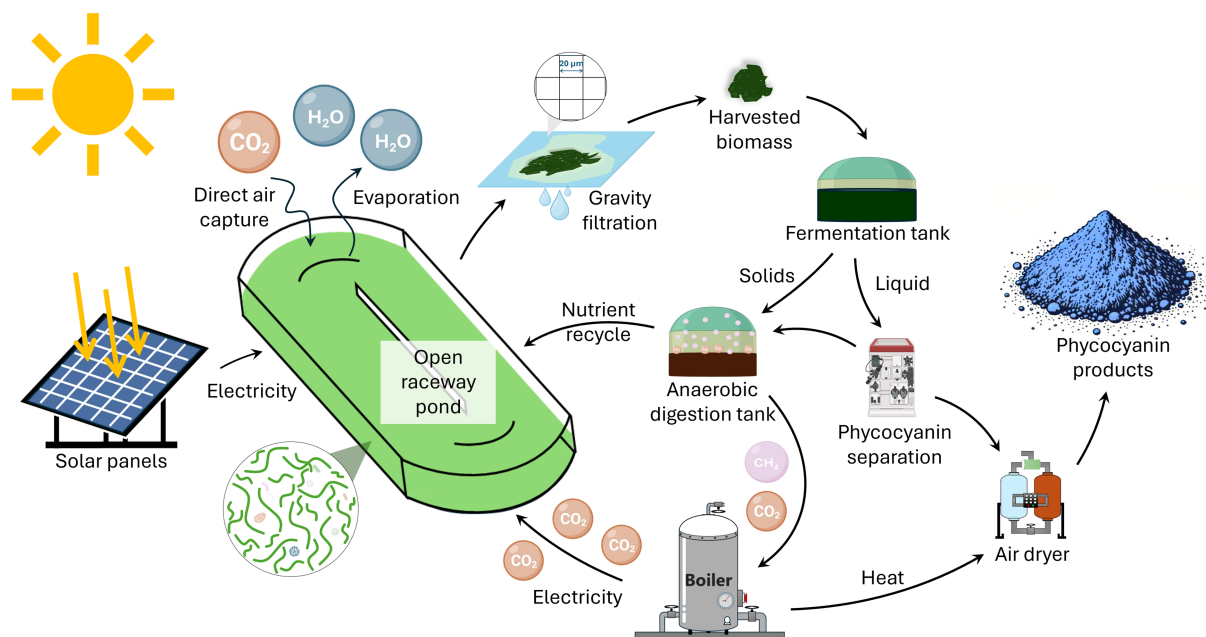 20 µm
CO₂
H₂O
H₂O
Direct air
capture
Evaporation
Gravity
filtration
Harvested
biomass
Fermentation tank
Solids
Liquid
Nutrient
recycle
Open
raceway
pond
Electricity
Solar panels
Anaerobic
digestion tank
Phycocyanin
separation
Phycocyanin
products
CH₄
CO₂
CO₂
CO₂
CO₂
Electricity
Boiler
Heat
Air dryer